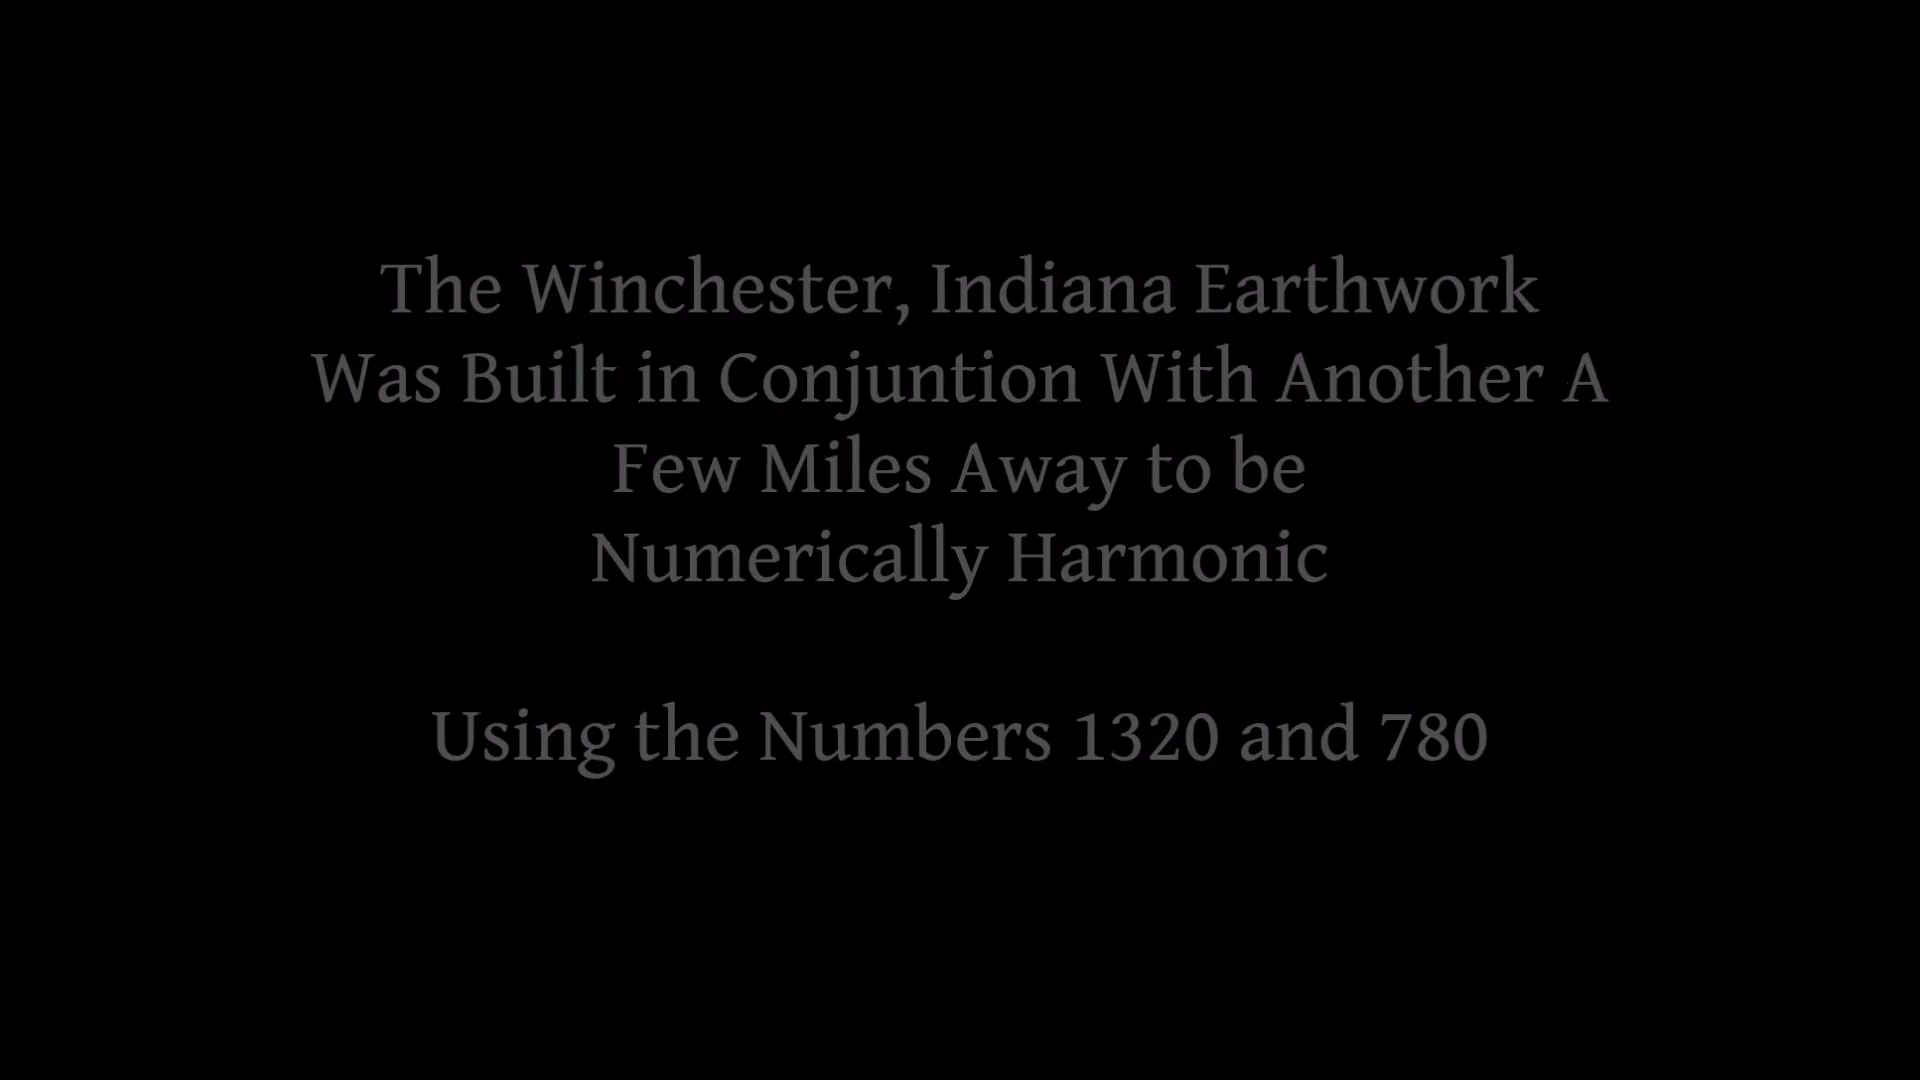 The Winchester, Indiana Earthwork
Was Built in Conjuntion With Another A
Few Miles Away to be
Numerically Harmonic
Using the Numbers 1320 and 780